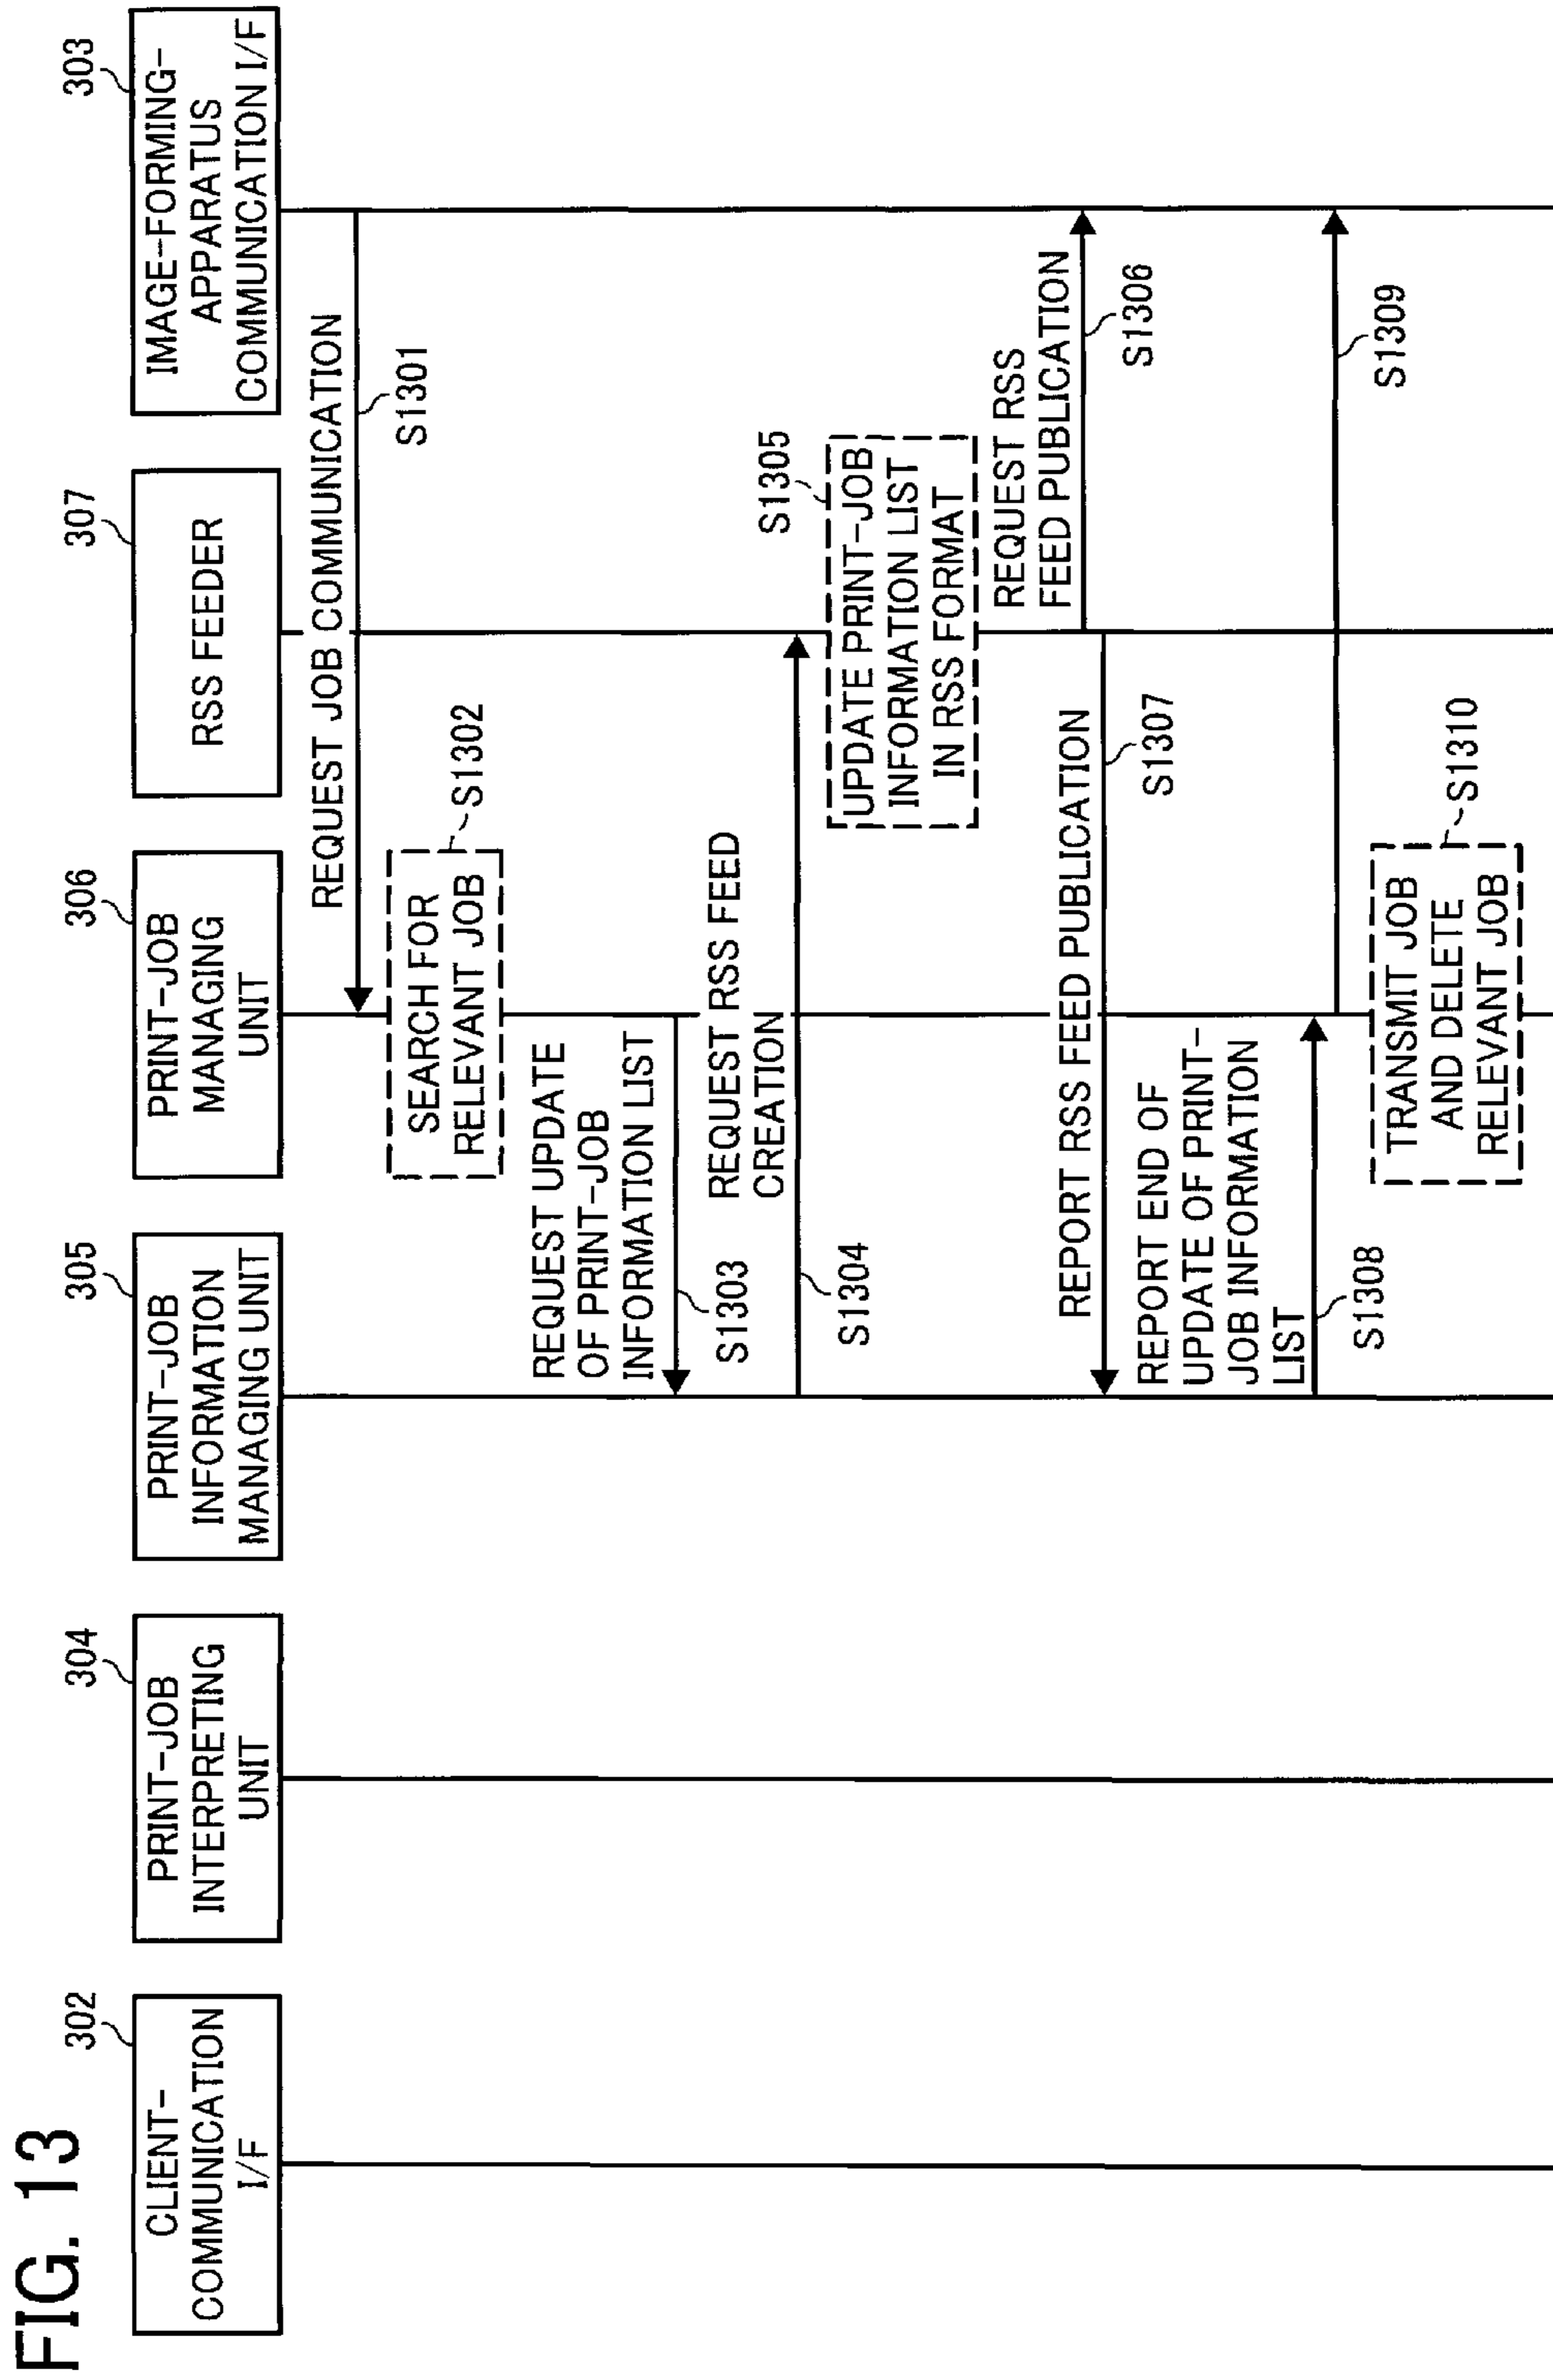 FIG. 13
302
CLIENT-
COMMUNICATION
I/F
304
PRINT-JOB
INTERPRETING
UNIT
305
PRINT-JOB
INFORMATION
MANAGING UNIT
306
PRINT-JOB
MANAGING
UNIT
307
RSS FEEDER
303
IMAGE-FORMING-
APPARATUS
COMMUNICATION I/F
REQUEST JOB COMMUNICATION
S1301
SEARCH FOR
RELEVANT JOB
S1302
REQUEST UPDATE
OF PRINT-JOB
INFORMATION LIST
S1303
REQUEST RSS FEED
CREATION
S1304
S1305
UPDATE PRINT-JOB
INFORMATION LIST
IN RSS FORMAT
REQUEST RSS
FEED PUBLICATION
S1306
REPORT RSS FEED PUBLICATION
S1307
REPORT END OF
UPDATE OF PRINT-
JOB INFORMATION
LIST
S1308
S1309
TRANSMIT JOB
AND DELETE
RELEVANT JOB
S1310